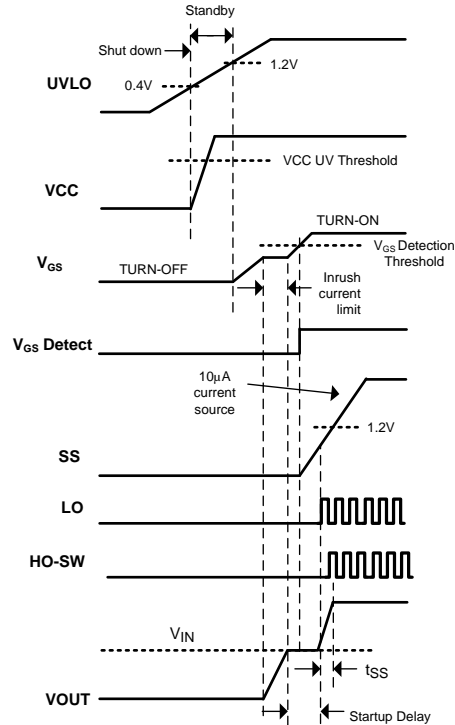 Standby
Shut down
1.2V
0.4V
UVLO
VCC UV Threshold
VCC
TURN-ON
VGS Detection
Threshold
VGS
TURN-OFF
Inrush
current
limit
VGS Detect
10μA
current
source
1.2V
SS
LO
HO-SW
VIN
tSS
VOUT
Startup Delay